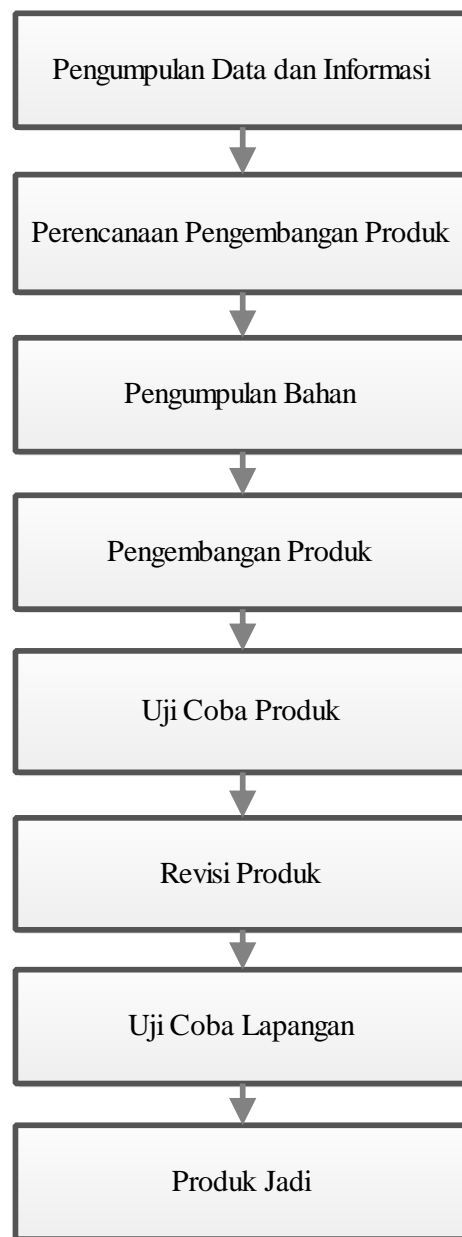 Pengumpulan Data dan Informasi
Perencanaan Pengembangan Produk
Pengumpulan Bahan
Pengembangan Produk
Uji Coba Produk
Revisi Produk
Uji Coba Lapangan
Produk Jadi